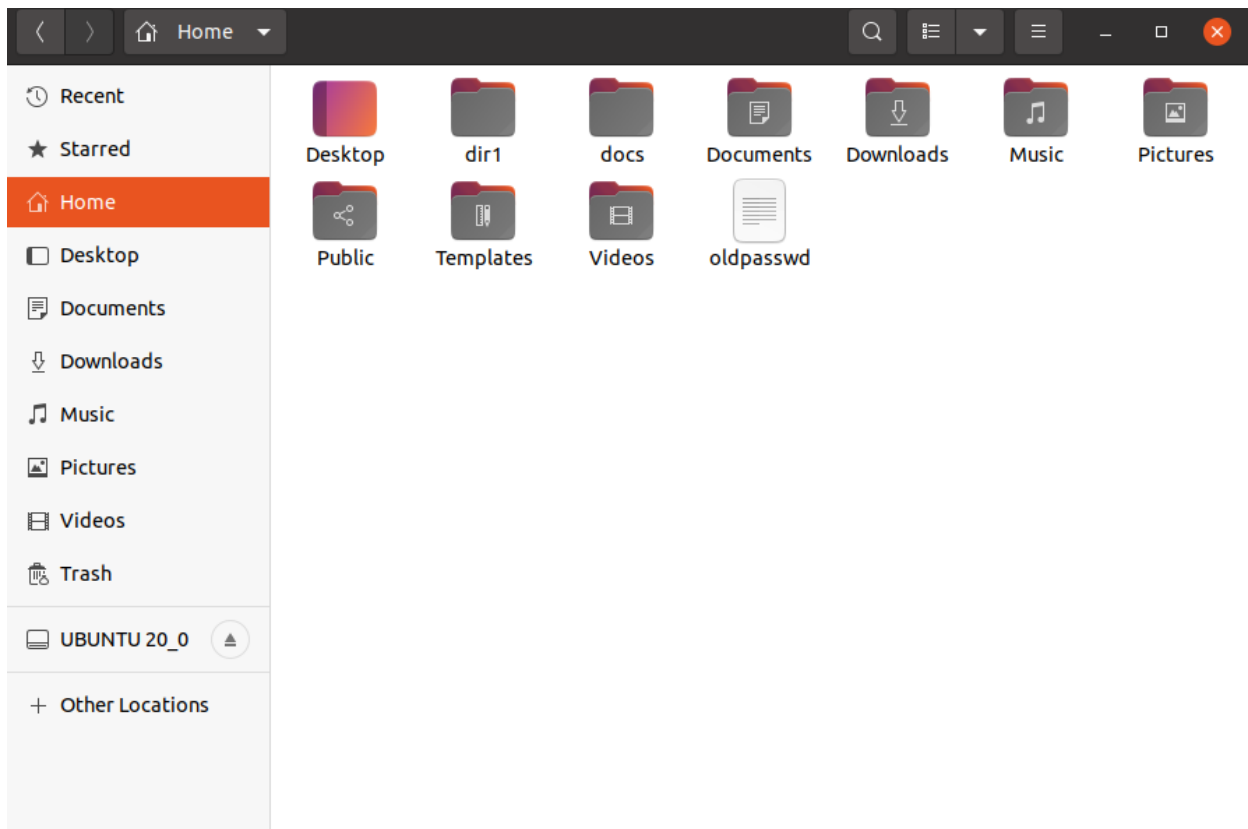 Home
Recent
Starred
Home
Desktop
Documents
Downloads
Music
Pictures
Videos
Trash
UBUNTU 20_0
Other Locations
Desktop dir1 docs Documents Downloads Music Pictures
Public Templates Videos oldpasswd